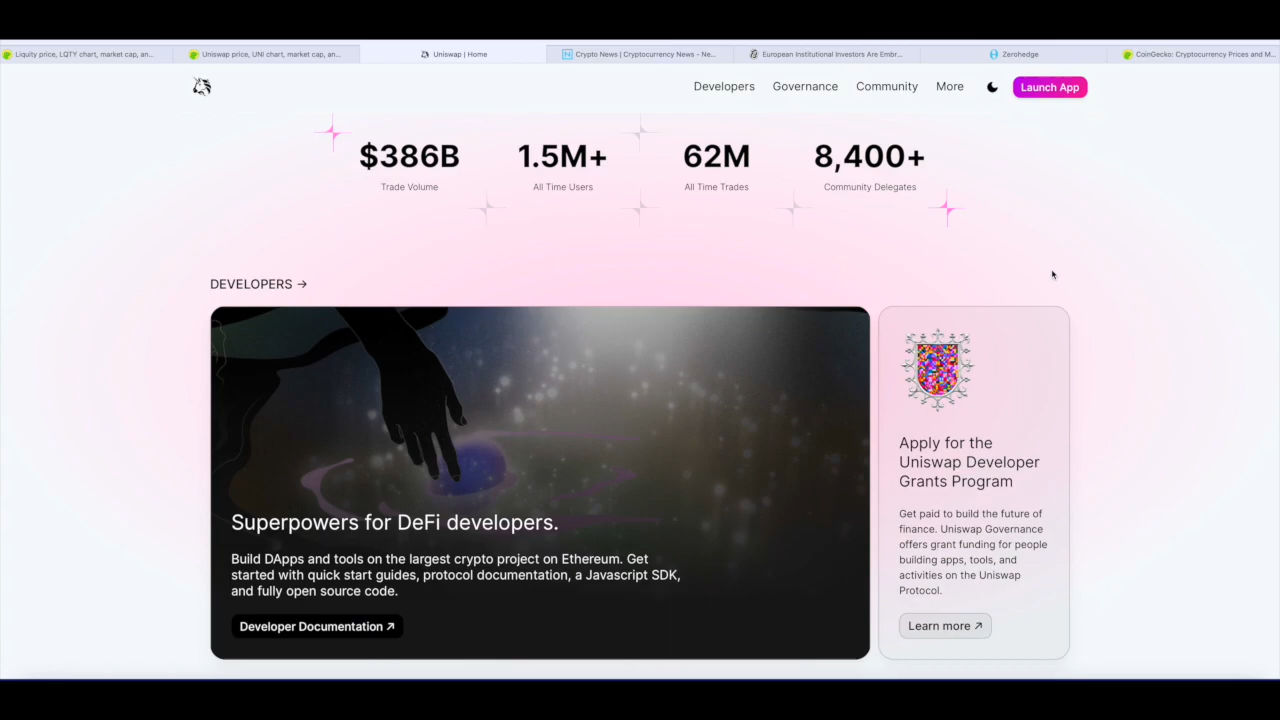 Liquity price, LQTY chart, market cap, an...
Uniswap price, UNI chart, market cap, an...
Uniswap | Home
Crypto News | Cryptocurrency News - Ne...
European Institutional Investors Are Embr...
Zerohedge
CoinGecko: Cryptocurrency Prices and M...
Developers
Governance
Community
More
Launch App
$386B
1.5M+
62M
8,400+
Trade Volume
All Time Users
All Time Trades
Community Delegates
DEVELOPERS →
Superpowers for DeFi developers.
Build DApps and tools on the largest crypto project on Ethereum. Get
started with quick start guides, protocol documentation, a Javascript SDK,
and fully open source code.
Developer Documentation ↗
Apply for the
Uniswap Developer
Grants Program
Get paid to build the future of
finance. Uniswap Governance
offers grant funding for people
building apps, tools, and
activities on the Uniswap
Protocol.
Learn more ↗